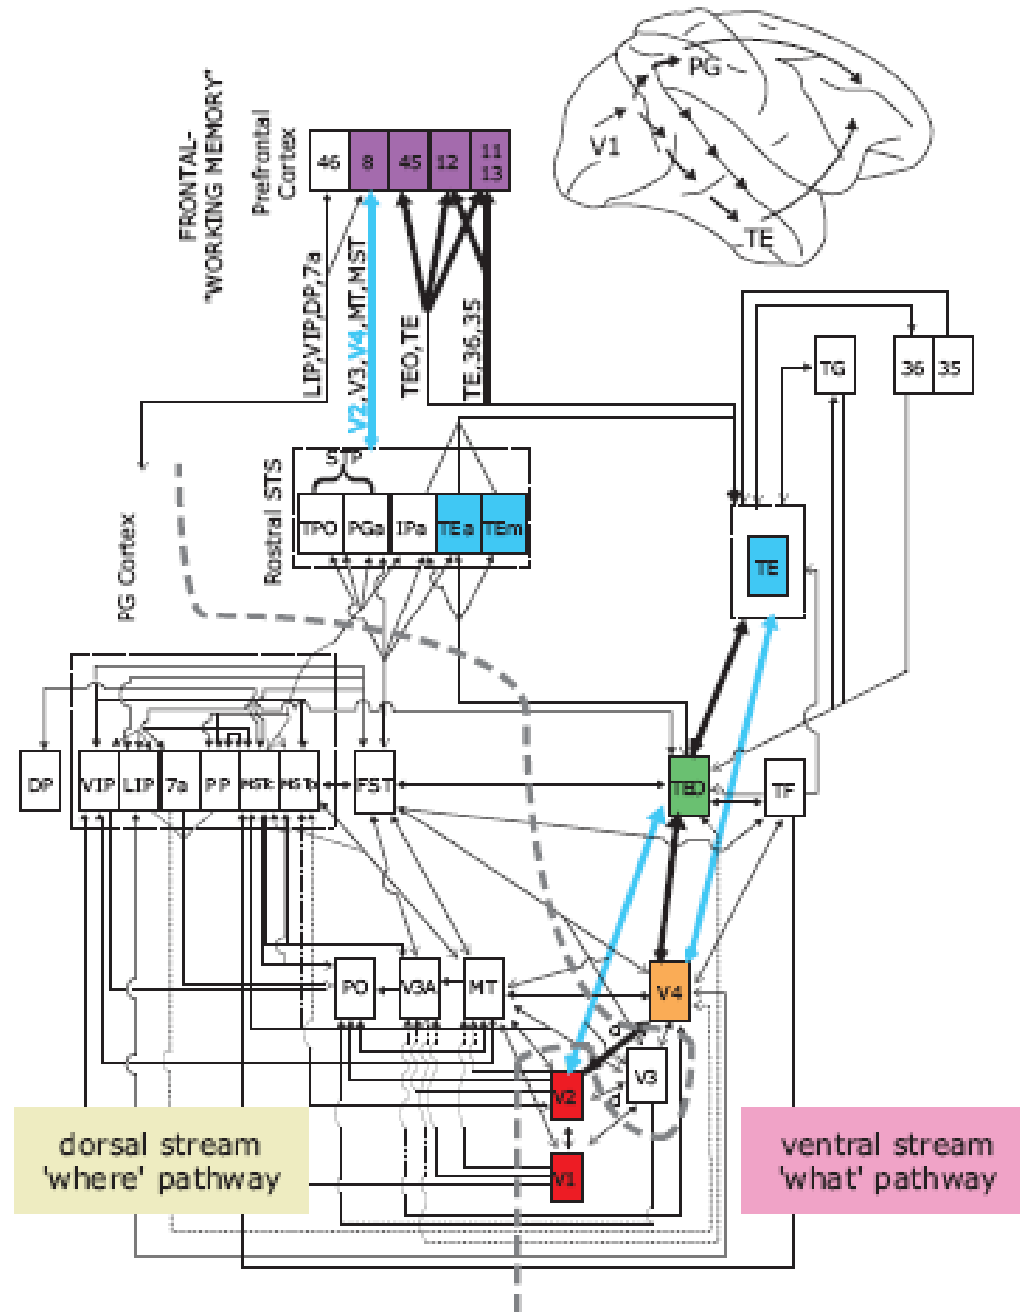 PG
V1
TE
FRONTAL-
"WORKING MEMORY"
Prefrontal
Cortex
46 8 45 12 11
13
LIP,VIP,DP,7a
V2,V3,V4,MT,MST
TEO,TE
TE,36,35
TG
36 35
STP
Rostral STS
TPO PGa IPa TEa TEm
TE
PG Cortex
DP
VIP LIP 7a PP MSTc MSTp
FST
TEO
TF
PO
V3A
MT
V4
d
V3
V2
d
V1
dorsal stream
'where' pathway
ventral stream
'what' pathway